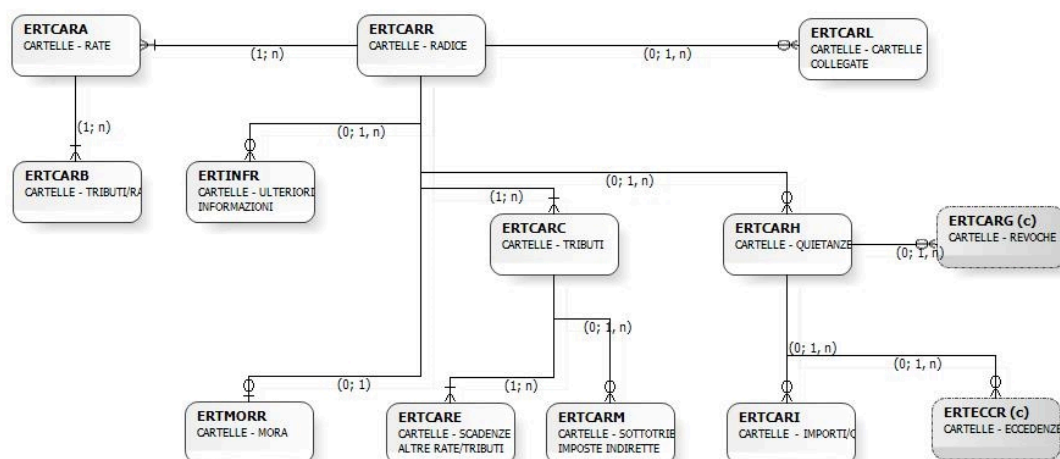 ERTCARA
CARTELLE - RATE
ERTCARR
CARTELLE - RADICE
ERTCARL
CARTELLE - CARTELLE
COLLEGATE
(1; n)
(0; 1, n)
(1; n)
(0; 1, n)
ERTCARB
CARTELLE - TRIBUTI/RA
ERTINFR
CARTELLE - ULTERIORI
INFORMAZIONI
(0; 1, n)
(1; n)
ERTCARC
CARTELLE - TRIBUTI
ERTCARH
CARTELLE - QUIETANZE
ERTCARG (c)
CARTELLE - REVOCHE
(0; 1, n)
(0; 1, n)
(0; 1, n)
(0; 1, n)
(0; 1)
(1; n)
ERTMORR
CARTELLE - MORA
ERTCARE
CARTELLE - SCADENZE
ALTRE RATE/TRIBUTI
ERTCARM
CARTELLE - SOTTOTRIE
IMPOSTE INDIRETTE
ERTCARI
CARTELLE - IMPORTI/C
ERTECCR (c)
CARTELLE - ECCEDENZE